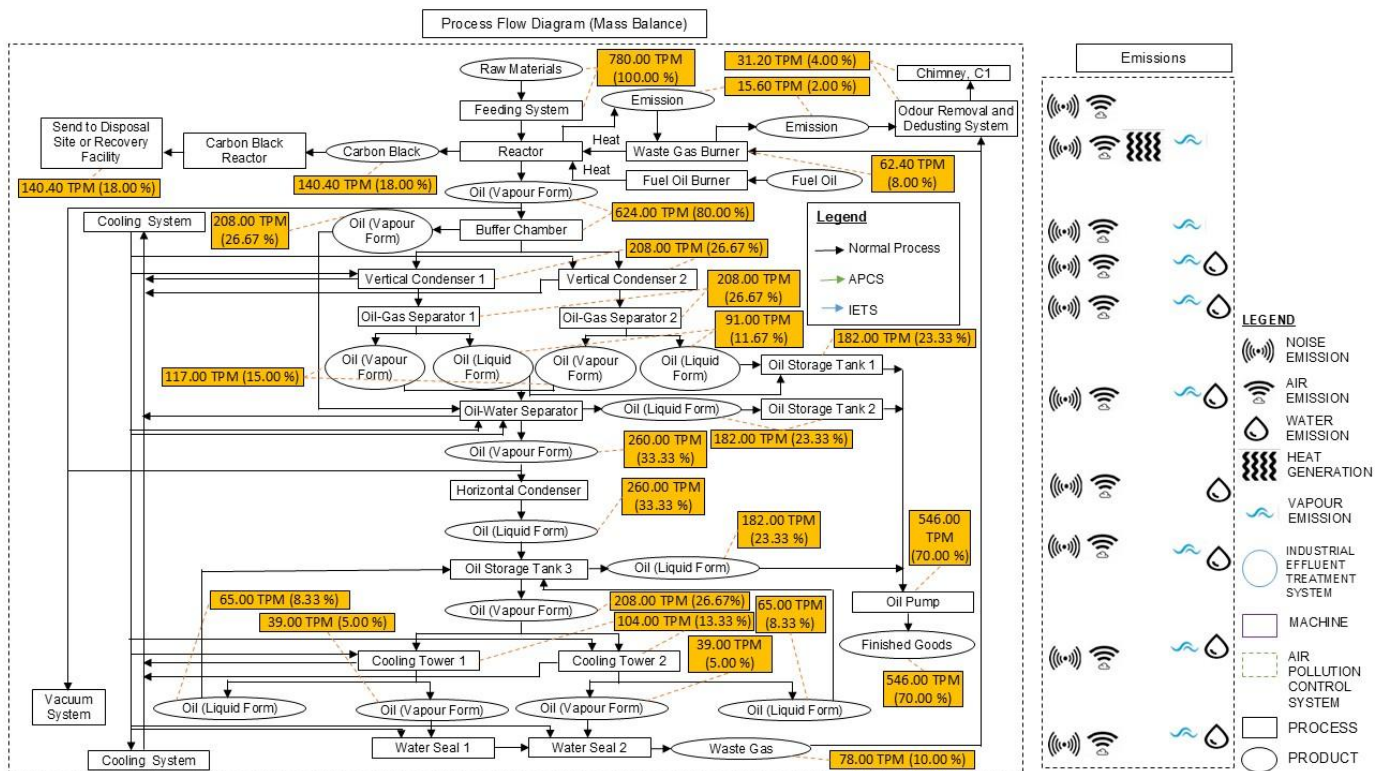 Process Flow Diagram (Mass Balance)
Emissions
Raw Materials
780.00 TPM
(100.00 %)
31.20 TPM (4.00 %)
15.60 TPM (2.00 %)
Chimney, C1
Feeding System
Emission
Emission
Odour Removal and
Dedusting System
Send to Disposal
Site or Recovery
Facility
Carbon Black
Reactor
Carbon Black
Reactor
Heat
Waste Gas Burner
Heat
Fuel Oil Burner
Fuel Oil
62.40 TPM
(8.00 %)
140.40 TPM (18.00 %)
140.40 TPM (18.00 %)
Oil (Vapour
Form)
624.00 TPM (80.00 %)
Cooling System
208.00 TPM
(26.67 %)
Oil (Vapour
Form)
Buffer Chamber
Legend
Normal Process
APCS
IETS
208.00 TPM (26.67 %)
Vertical Condenser 1
Vertical Condenser 2
208.00 TPM
(26.67 %)
Oil-Gas Separator 1
Oil-Gas Separator 2
91.00 TPM
(11.67 %)
182.00 TPM (23.33 %)
Oil (Vapour
Form)
Oil (Liquid
Form)
Oil (Vapour
Form)
Oil (Liquid
Form)
Oil Storage Tank 1
117.00 TPM (15.00 %)
Oil-Water Separator
Oil (Liquid Form)
Oil Storage Tank 2
182.00 TPM (23.33 %)
Oil (Vapour Form)
260.00 TPM
(33.33 %)
Horizontal Condenser
260.00 TPM
(33.33 %)
Oil (Liquid Form)
182.00 TPM
(23.33 %)
546.00
TPM
(70.00 %)
Oil Storage Tank 3
Oil (Liquid Form)
Oil Pump
65.00 TPM (8.33 %)
Oil (Vapour
Form)
208.00 TPM (26.67%)
104.00 TPM (13.33 %)
65.00 TPM
(8.33 %)
39.00 TPM (5.00 %)
39.00 TPM
(5.00 %)
Finished Goods
546.00 TPM
(70.00 %)
Cooling Tower 1
Cooling Tower 2
Vacuum
System
Oil (Liquid Form)
Oil (Vapour
Form)
Oil (Vapour
Form)
Oil (Liquid Form)
Cooling System
Water Seal 1
Water Seal 2
Waste Gas
78.00 TPM (10.00 %)
LEGEND
NOISE
EMISSION
AIR
EMISSION
WATER
EMISSION
HEAT
GENERATION
VAPOUR
EMISSION
INDUSTRIAL
EFFLUENT
TREATMENT
SYSTEM
MACHINE
AIR
POLLUTION
CONTROL
SYSTEM
PROCESS
PRODUCT